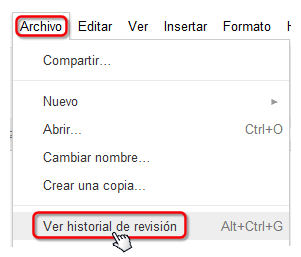 Archivo Editar Ver Insertar Formato H
Compartir...
Nuevo ►
Abrir... Ctrl+O
Cambiar nombre...
Crear una copia...
Ver historial de revisión Alt+Ctrl+G